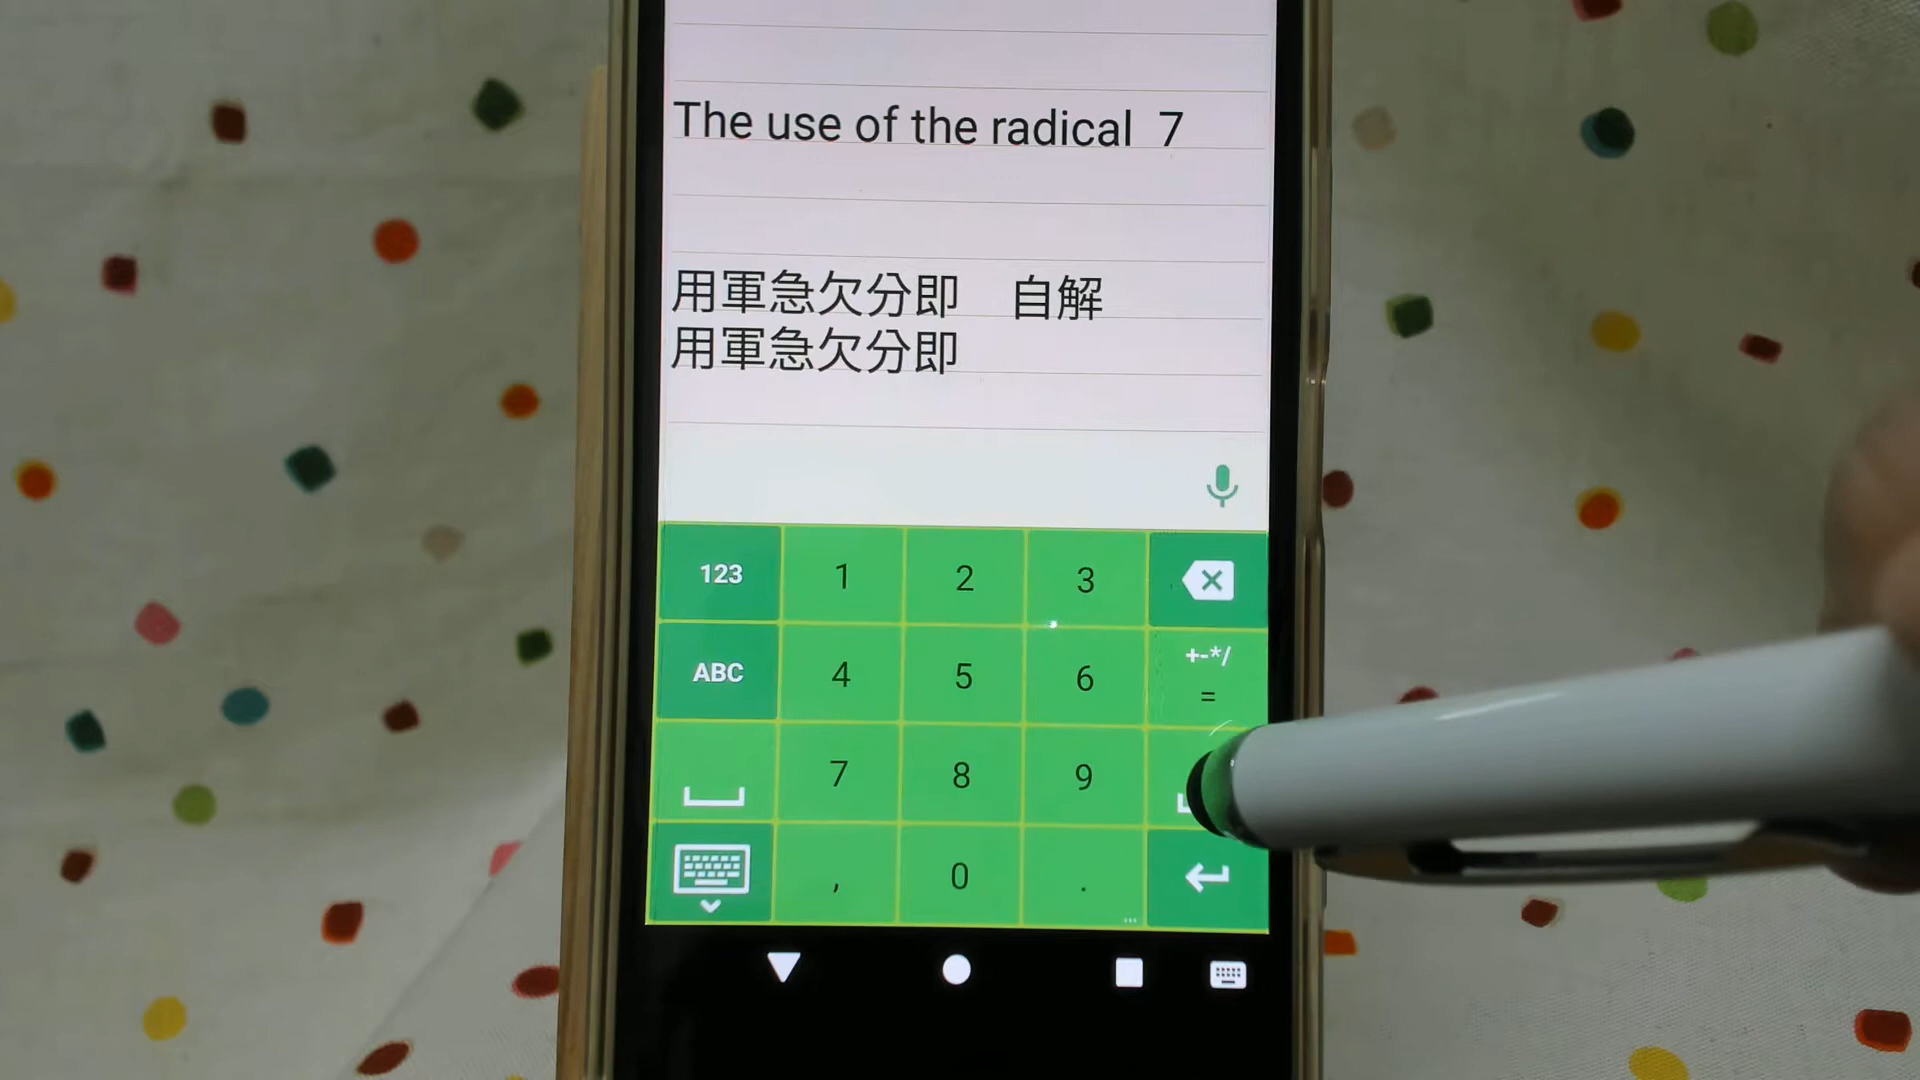 The use of the radical 7
用軍急欠分即　自解
用軍急欠分即
123 1 2 3
ABC 4 5 6 +-*/ =
7 8 9
, 0 . ...